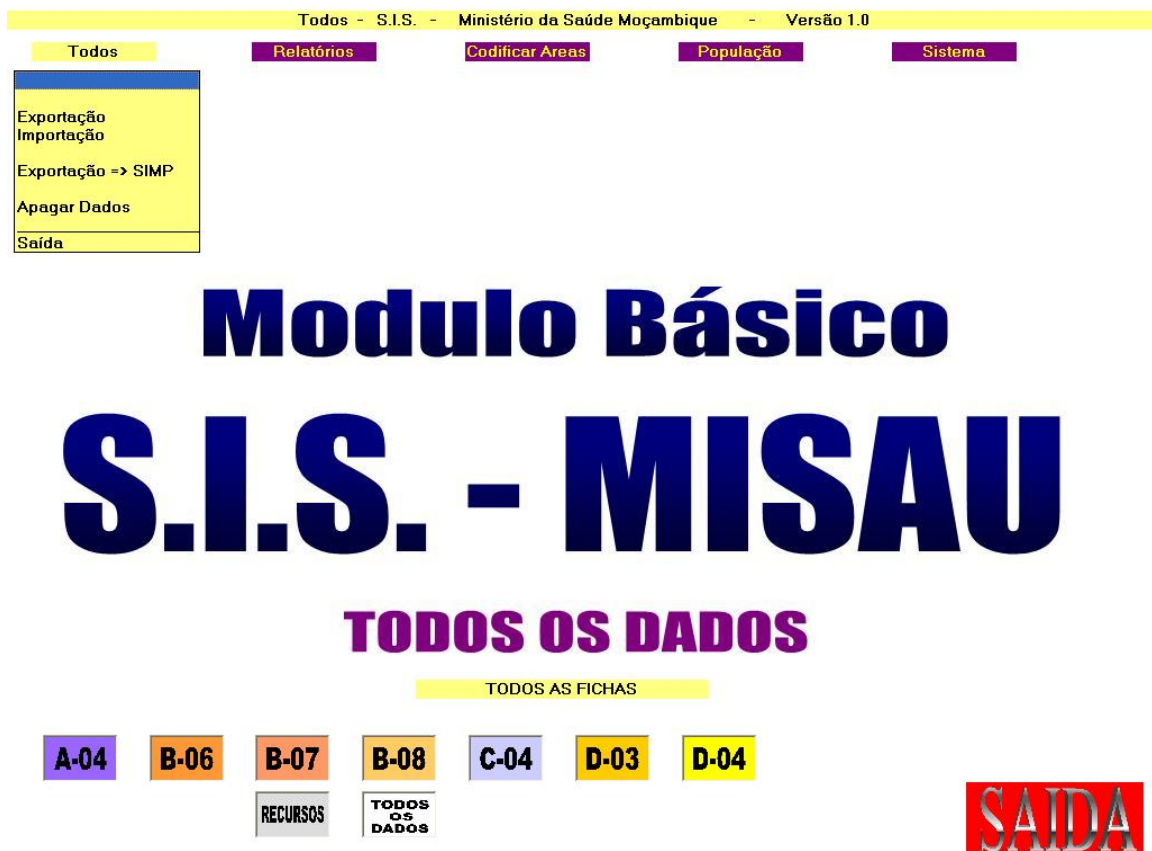 Todos - S.I.S. - Ministério da Saúde Moçambique - Versão 1.0
Todos Relatórios Codificar Areas População Sistema
Exportação
Importação
Exportação => SIMP
Apagar Dados
Saída
Modulo Básico
S.I.S. - MISAU
TODOS OS DADOS
TODOS AS FICHAS
A-04 B-06 B-07 B-08 C-04 D-03 D-04
RECURSOS
TODOS
OS
DADOS
SAIDA